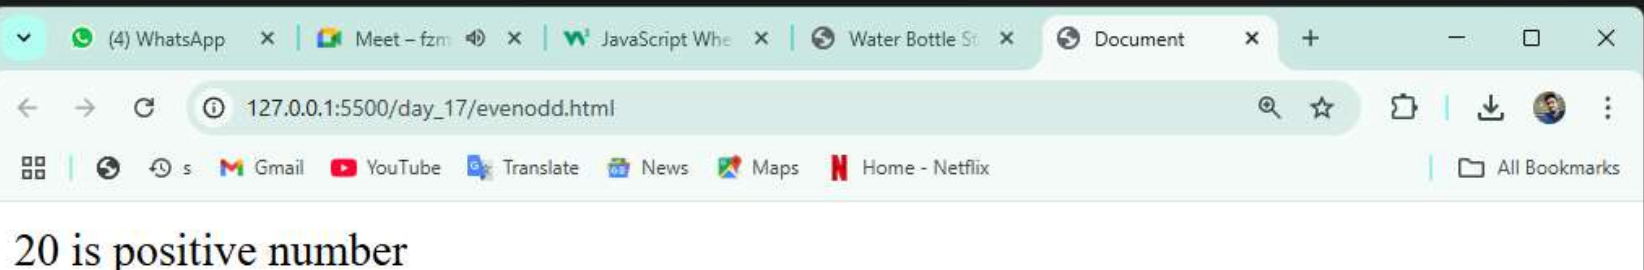 (4) WhatsApp Meet – fzm JavaScript Whe Water Bottle St Document
127.0.0.1:5500/day_17/evenodd.html
s Gmail YouTube Translate News Maps Home - Netflix All Bookmarks
20 is positive number